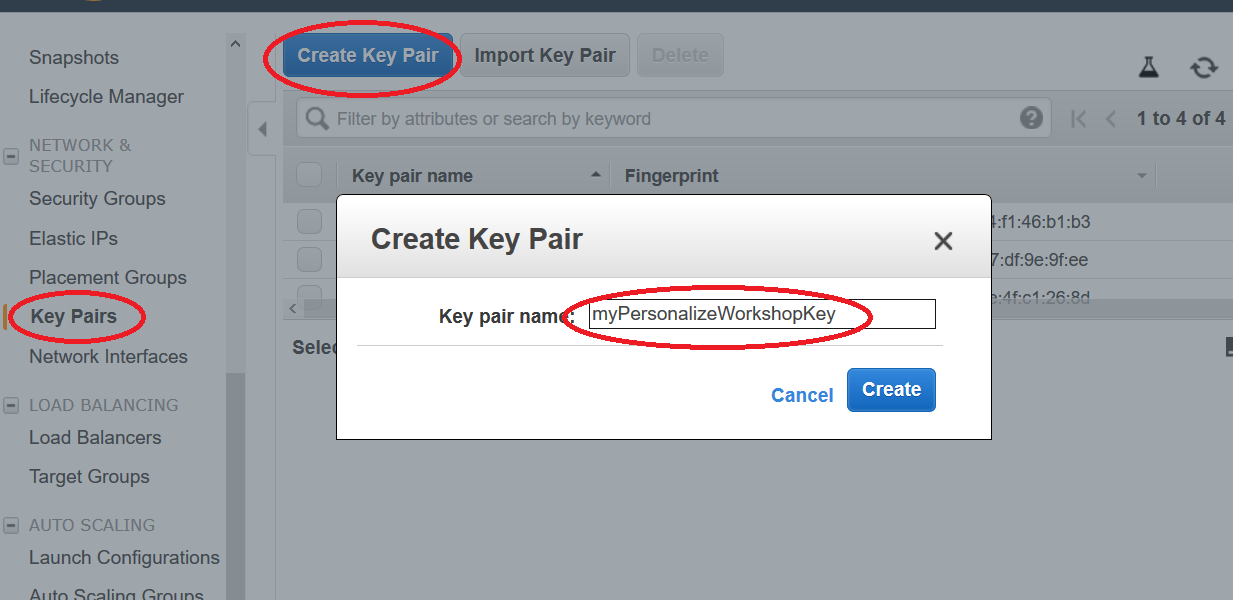 Snapshots
Lifecycle Manager
NETWORK &
SECURITY
Security Groups
Elastic IPs
Placement Groups
Key Pairs
Network Interfaces
LOAD BALANCING
Load Balancers
Target Groups
AUTO SCALING
Launch Configurations
Auto Scaling Groups
Create Key Pair Import Key Pair Delete
Filter by attributes or search by keyword
1 to 4 of 4
Key pair name Fingerprint
:f1:46:b1:b3
:df:9e:9f:ee
:4f:c1:26:8d
Create Key Pair
Key pair name: myPersonalizeWorkshopKey
Cancel Create